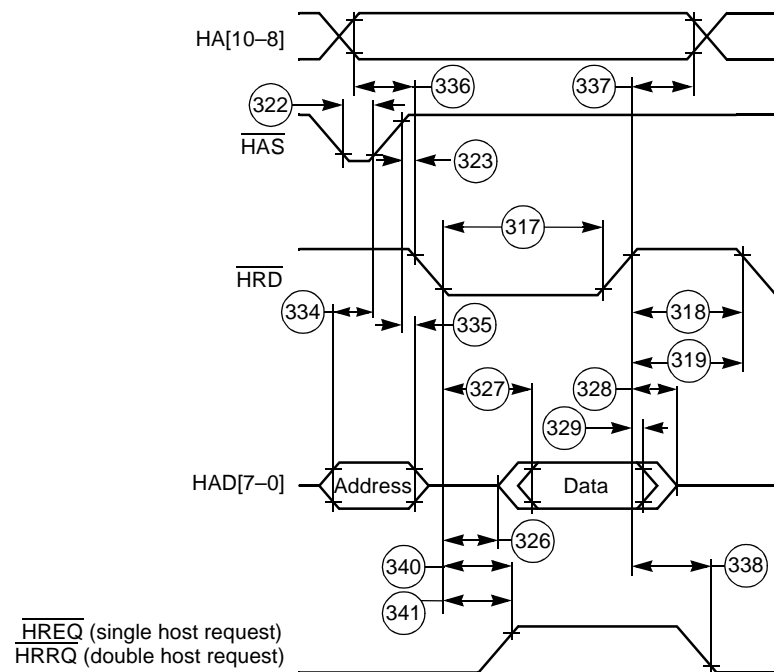 HA[10–8]
336
337
322
HAS
323
317
HRD
334
335
318
319
327
328
329
HAD[7–0]
Address
Data
326
340
338
341
HREQ (single host request)
HRRQ (double host request)